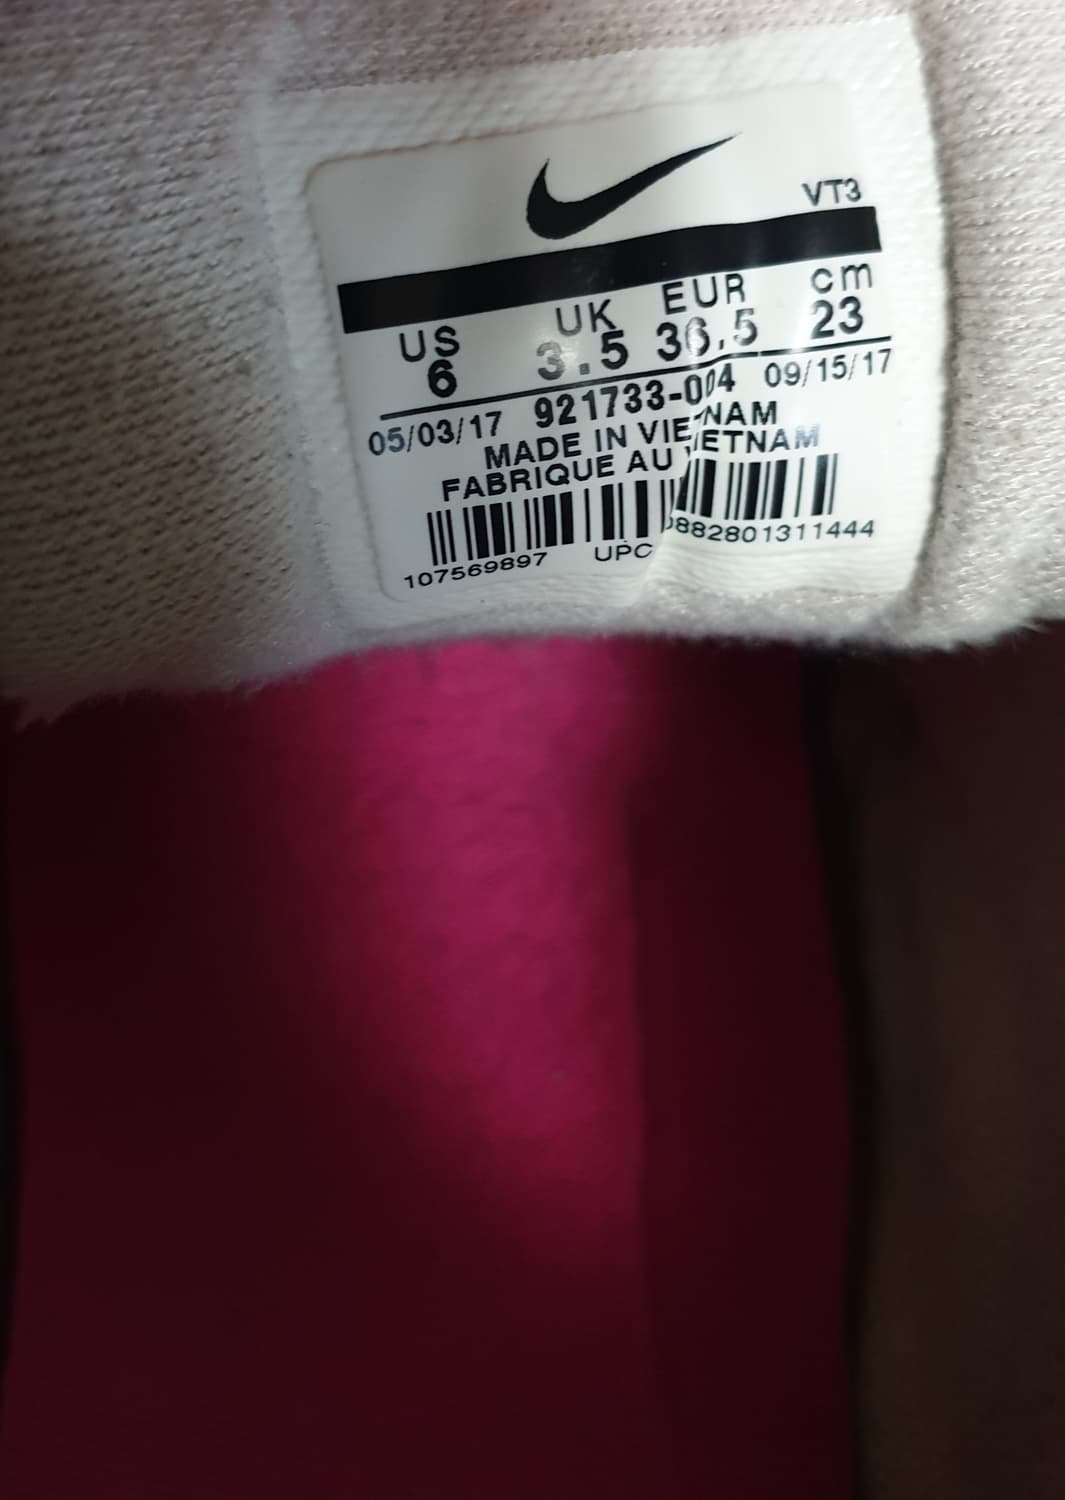 VT3
US UK EUR cm
6 3.5 36.5 23
05/03/17 921733-004 09/15/17
MADE IN VIETNAM
FABRIQUE AU VIETNAM
107569897 UPC 0882801311444